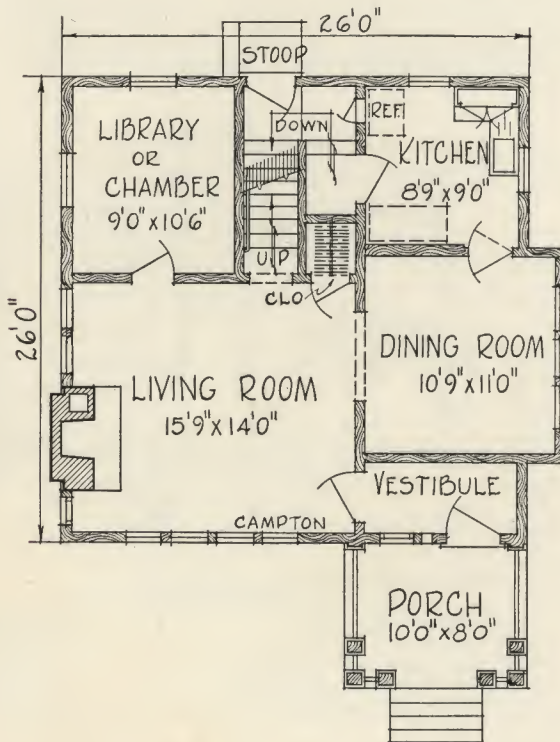 26'0"
STOOP
LIBRARY
OR
CHAMBER
9'0"x10'6"
DOWN
REF.
KITCHEN
8'9"x9'0"
UP
CLO
26'0"
LIVING ROOM
15'9"x14'0"
DINING ROOM
10'9"x11'0"
VESTIBULE
CAMPTON
PORCH
10'0"x8'0"